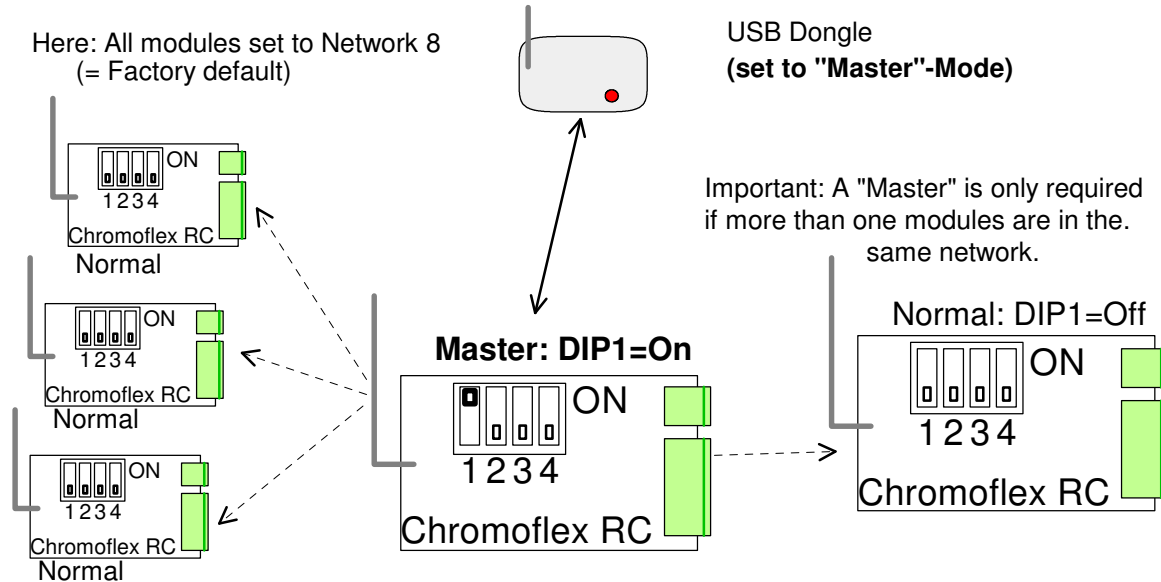 Here: All modules set to Network 8
(= Factory default)
USB Dongle
(set to "Master"-Mode)
ON
1234
Chromoflex RC
Normal
Important: A "Master" is only required
if more than one modules are in the.
same network.
ON
1234
Chromoflex RC
Normal
Master: DIP1=On
ON
1234
Chromoflex RC
Normal: DIP1=Off
ON
1234
Chromoflex RC
ON
1234
Chromoflex RC
Normal